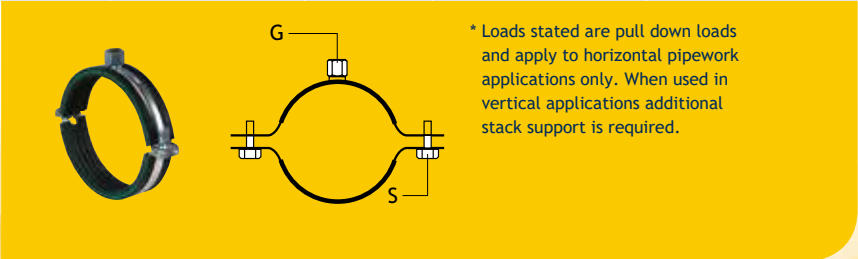 G
* Loads stated are pull down loads
and apply to horizontal pipework
applications only. When used in
vertical applications additional
stack support is required.
S